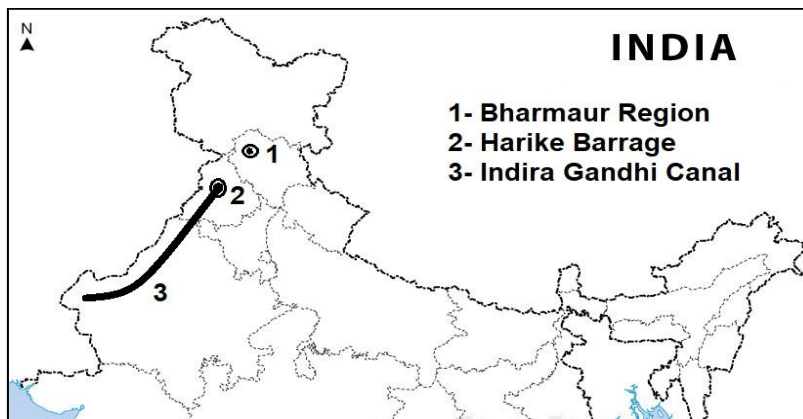 N
INDIA
1- Bharmaur Region
2- Harike Barrage
3- Indira Gandhi Canal
1
2
3